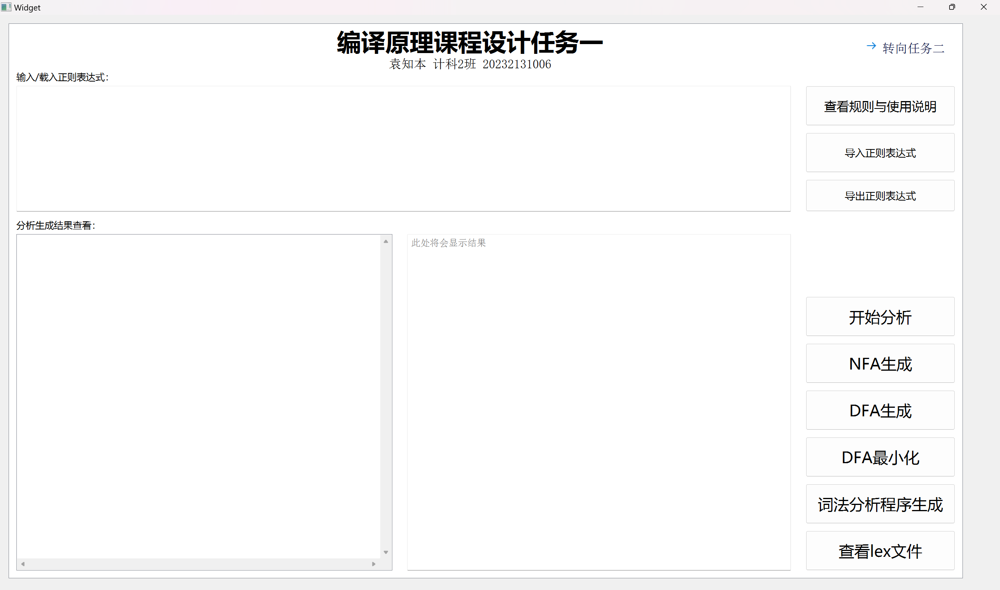 Widget
编译原理课程设计任务一
转向任务二
袁知本 计科2班 20232131006
输入/载入正则表达式：
查看规则与使用说明
导入正则表达式
导出正则表达式
分析生成结果查看：
此处将会显示结果
开始分析
NFA生成
DFA生成
DFA最小化
词法分析程序生成
查看lex文件